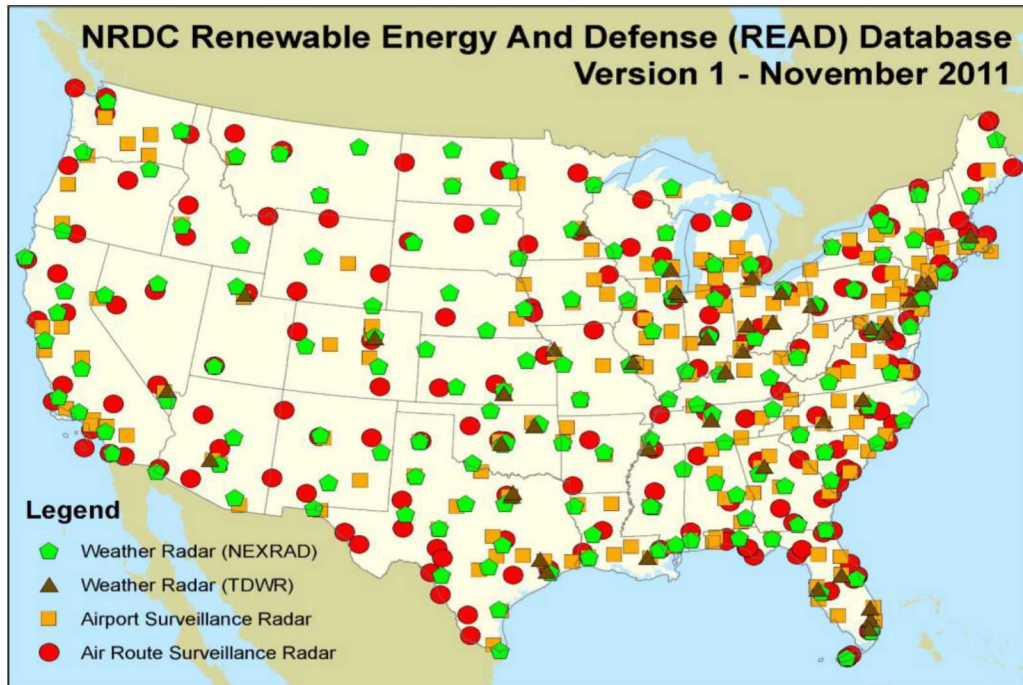 NRDC Renewable Energy And Defense (READ) Database
Version 1 - November 2011
Legend
Weather Radar (NEXRAD)
Weather Radar (TDWR)
Airport Surveillance Radar
Air Route Surveillance Radar